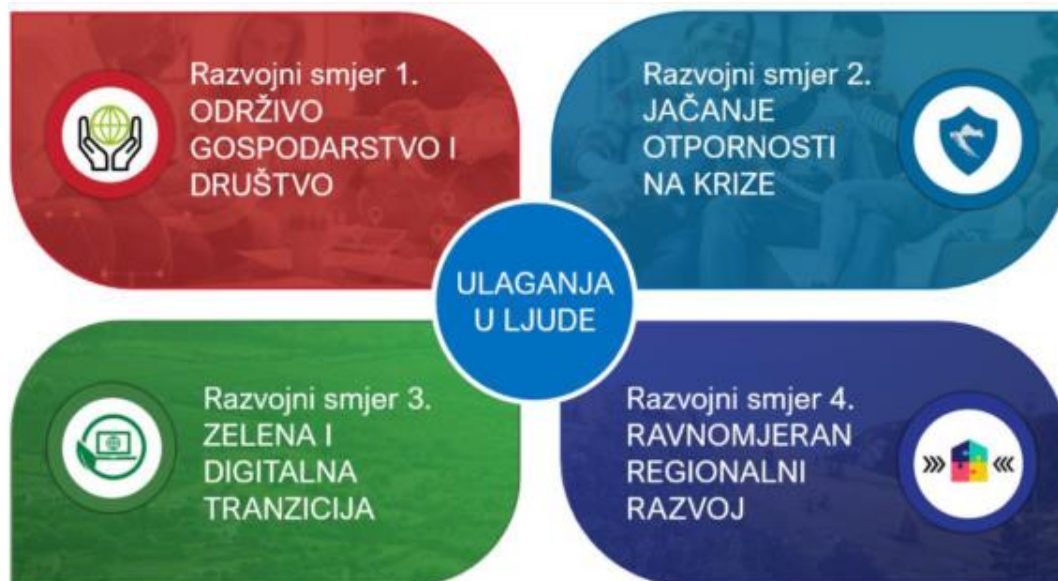 Razvojni smjer 1.
ODRŽIVO
GOSPODARSTVO I
DRUŠTVO
Razvojni smjer 2.
JAČANJE
OTPORNOSTI
NA KRIZE
ULAGANJA
U LJUDE
Razvojni smjer 3.
ZELENA I
DIGITALNA
TRANZICIJA
Razvojni smjer 4.
RAVNOMJERAN
REGIONALNI
RAZVOJ